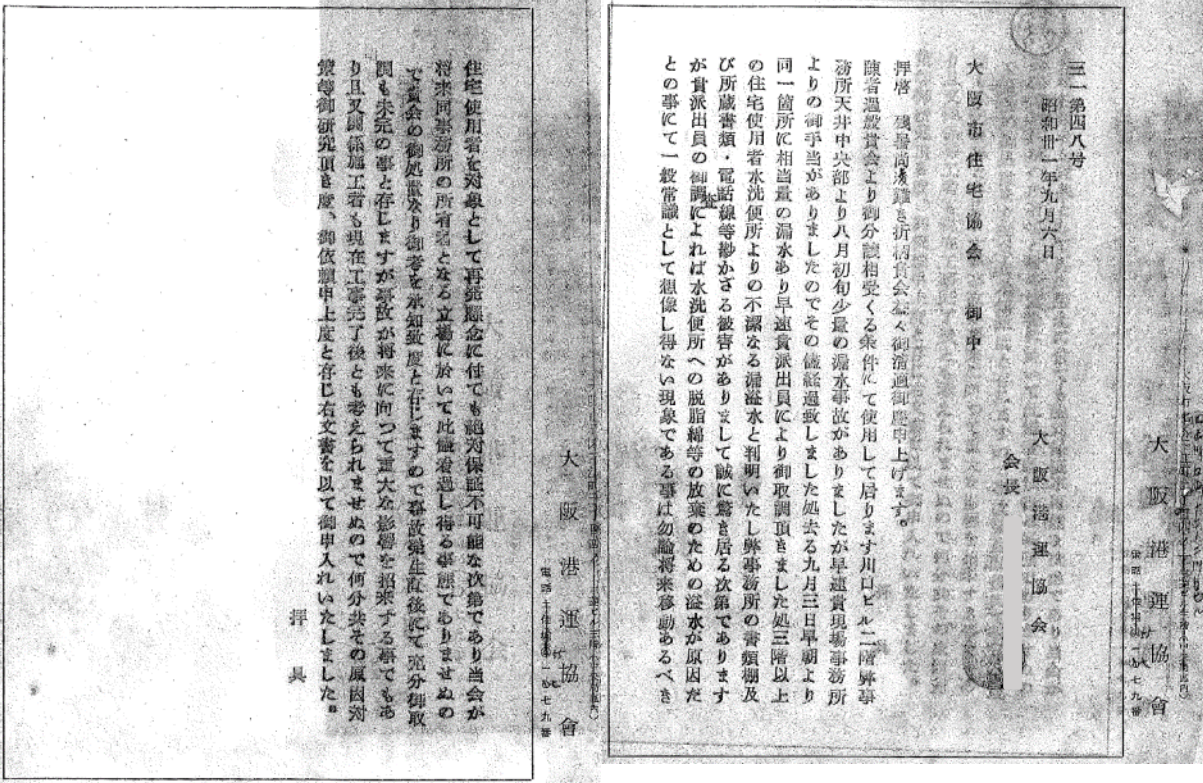 三一第四八号
昭和卅一年九月六日
大阪港運協会
会長
大阪市住宅協会 御中
拝啓 残暑尚凌難き折柄貴会益々御清適御慶申上げます。
陳者過般貴会より御分譲相受くる条件にて使用して居ります川口ビル二階弊事
務所天井中央部より八月初旬少量の漏水事故がありましたが早速貴現場事務所
よりの御手当がありましたのでその儘経過致しました処去る九月三日早朝より
同一箇所に相当量の漏水あり早速貴派出員により御取調頂きました処三階以上
の住宅使用者水洗便所よりの不潔なる漏溢水と判明いたし弊事務所の書類棚及
び所蔵書類・電話線等尠かざる被害がありまして誠に驚き居る次第であります
が貴派出員の御調査によれば水洗便所への脱脂綿等の放棄のための溢水が原因だ
との事にて一般常識として想像し得ない現象である事は勿論将来移動あるべき
大阪港運協會
住宅使用者を対象として再発懸念に付ても絶対保証不可能な次第であり当会が
将来同事務所の所有者となる立場に於いて此儘看過し得る事態でありませぬの
で貴会の御処置なり御考を承知致度と存じますので事故発生直後にて充分御取
調も未完の事と存じますが事故が将来に向つて重大な影響を招来する事でもあ
り且又関係施工者も現在工事完了後とも考えられませぬので何分共その原因対
策等御研究頂き度、御依頼申上度と存じ右文書を以て御申入れいたしました。
拝具
大阪港運協會